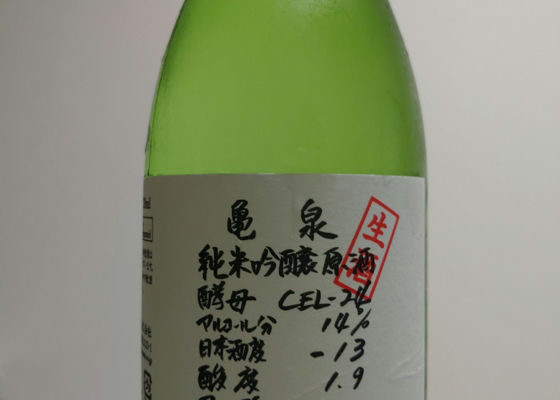 亀泉
生酒
純米吟醸原酒
酵母 CEL-24
アルコール分 14%
日本酒度 -13
酸度 1.9